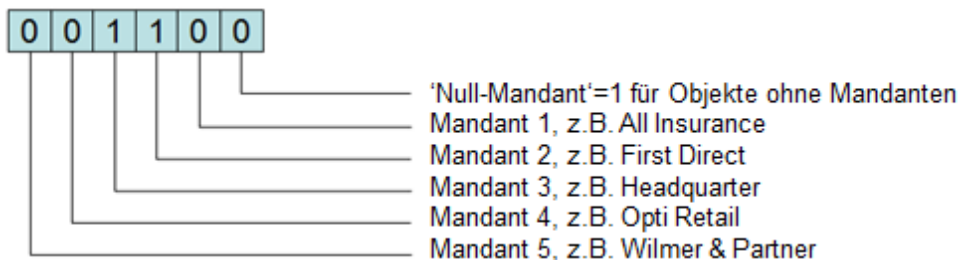 0 0 1 1 0 0
‘Null-Mandant‘=1 für Objekte ohne Mandanten
Mandant 1, z.B. All Insurance
Mandant 2, z.B. First Direct
Mandant 3, z.B. Headquarter
Mandant 4, z.B. Opti Retail
Mandant 5, z.B. Wilmer & Partner